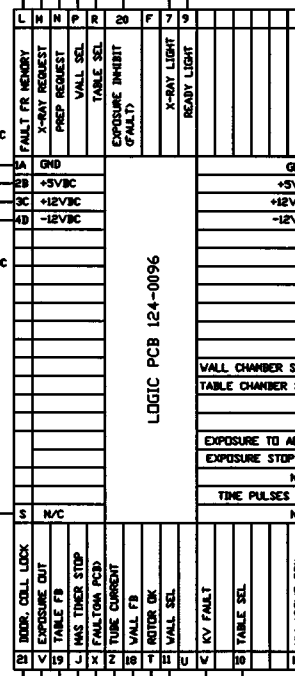 L M N P R 20 F 7 9
FAULT FR MEMORY
X-RAY REQUEST
PREP REQUEST
WALL SEL
TABLE SEL
EXPOSURE INHIBIT
(FAULT)
X-RAY LIGHT
READY LIGHT
C
1A GND
2B +5VDC
3C +12VDC
4D -12VDC
C
G
+5V
+12V
-12V
LOGIC PCB 124-0096
WALL CHAMBER S
TABLE CHAMBER
EXPOSURE TO A
EXPOSURE STOP
N
TIME PULSES
N
S N/C
DOOR, COLL LOCK
EXPOSURE OUT
TABLE FB
MAS TIMER STOP
FAULT(MA PCB)
TUBE CURRENT
WALL FB
ROTOR OK
WALL SEL
KV FAULT
TABLE SEL
21 V 19 J X Z 18 T 11 U W 10